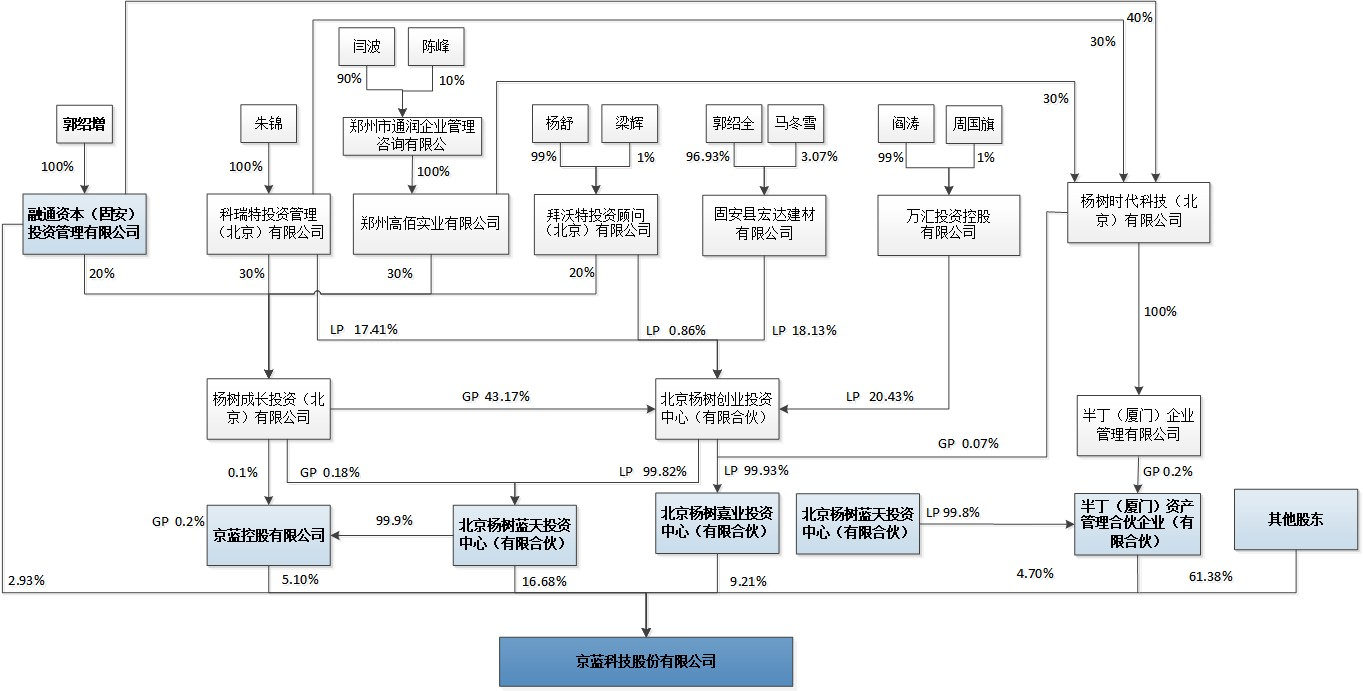 40%
30%
闫波
陈峰
90%
10%
30%
郭绍增
朱锦
郑州市通润企业管理
咨询有限公
杨舒
梁辉
郭绍全
马冬雪
阎涛
周国旗
100%
100%
100%
99%
1%
96.93%
3.07%
99%
1%
融通资本（固安）
投资管理有限公司
科瑞特投资管理
（北京）有限公司
郑州高佰实业有限公司
拜沃特投资顾问
（北京）有限公司
固安县宏达建材
有限公司
万汇投资控股
有限公司
杨树时代科技（北
京）有限公司
20%
30%
30%
20%
100%
LP 17.41%
LP 0.86%
LP 18.13%
杨树成长投资（北
京）有限公司
GP 43.17%
北京杨树创业投资
中心（有限合伙）
LP 20.43%
半丁（厦门）企业
管理有限公司
GP 0.07%
0.1%
GP 0.18%
LP 99.82%
LP 99.93%
GP 0.2%
GP 0.2%
京蓝控股有限公司
99.9%
北京杨树蓝天投资
中心（有限合伙）
北京杨树嘉业投资
中心（有限合伙）
北京杨树蓝天投资
中心（有限合伙）
LP 99.8%
半丁（厦门）资产
管理合伙企业（有
限合伙）
其他股东
2.93%
5.10%
16.68%
9.21%
4.70%
61.38%
京蓝科技股份有限公司